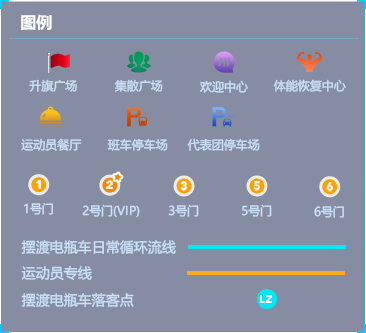 图例
升旗广场 集散广场 欢迎中心 体能恢复中心
P P
运动员餐厅 班车停车场 代表团停车场
1 2 3 5 6
1号门 2号门(VIP) 3号门 5号门 6号门
摆渡电瓶车日常循环流线
运动员专线
摆渡电瓶车落客点 LZ